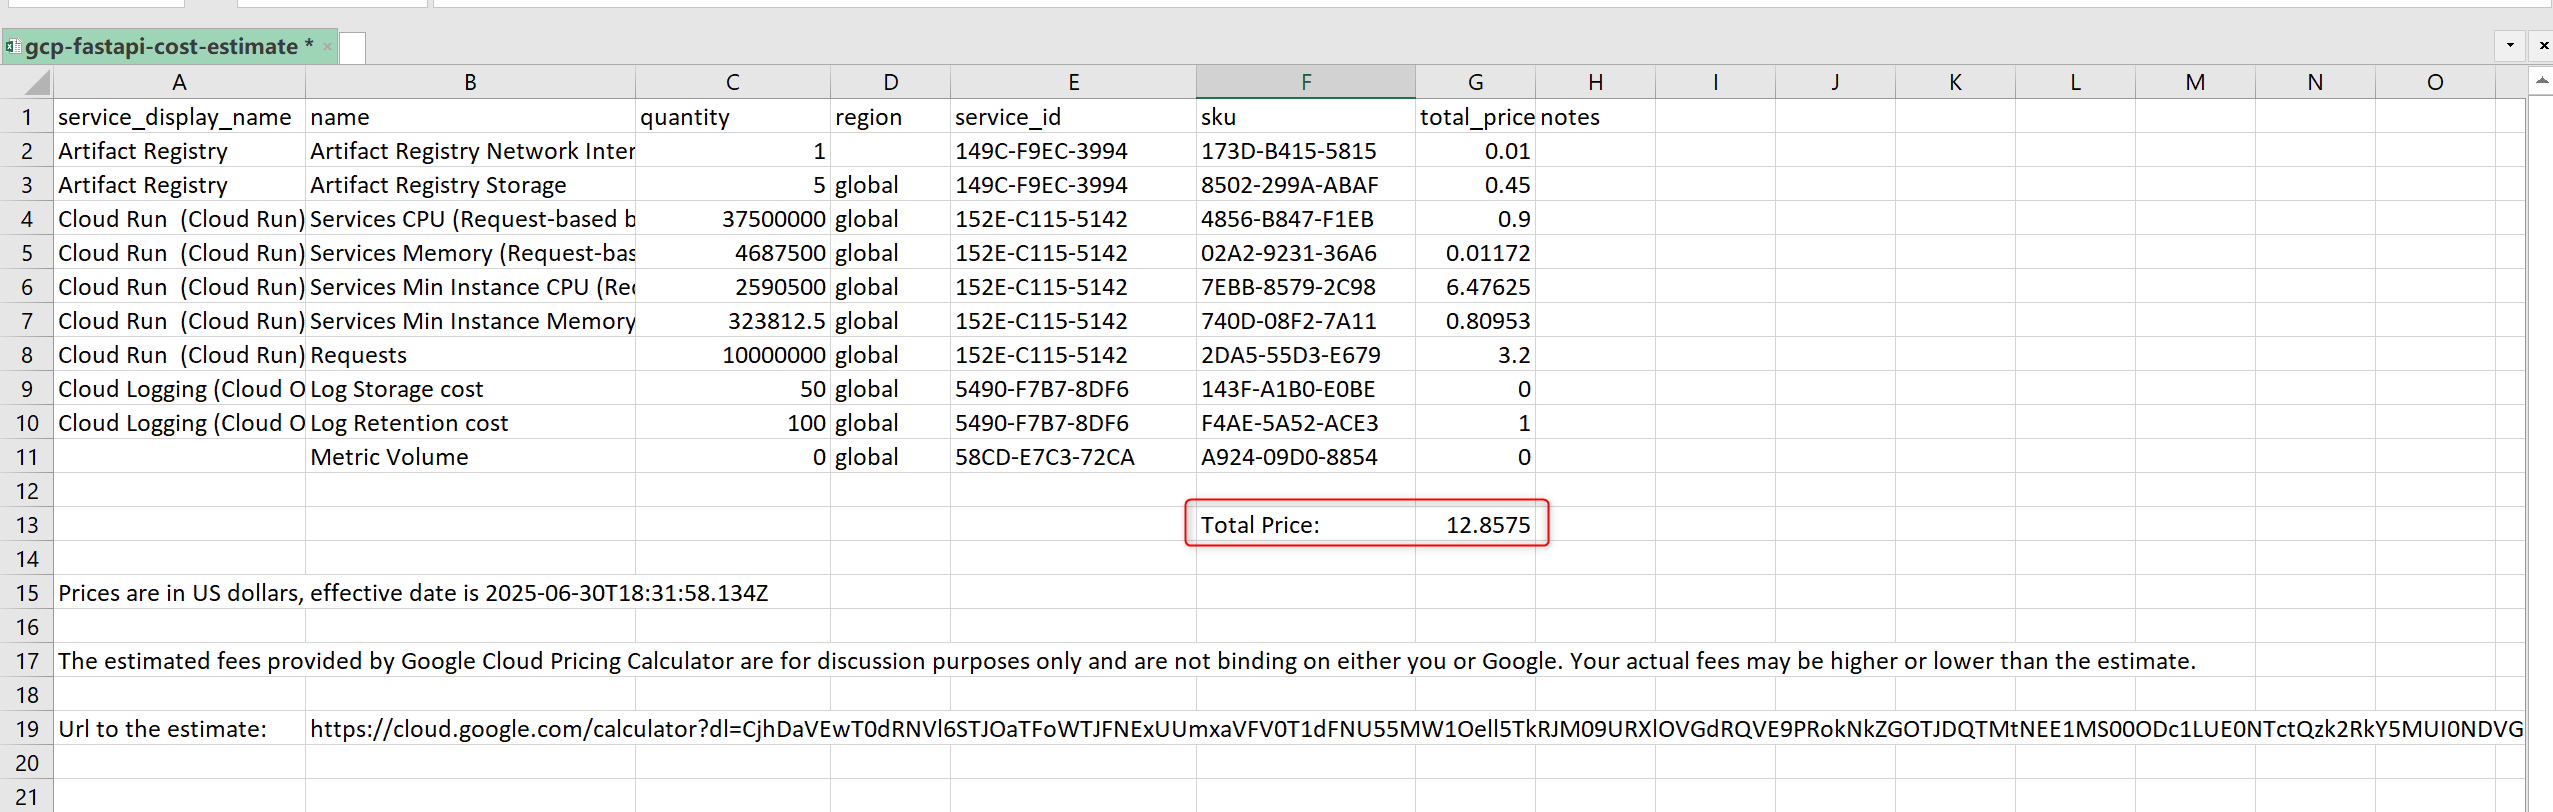 gcp-fastapi-cost-estimate *
A B C D E F G H I J K L M N O
1 service_display_name name quantity region service_id sku total_price notes
2 Artifact Registry Artifact Registry Network Inter 1 149C-F9EC-3994 173D-B415-5815 0.01
3 Artifact Registry Artifact Registry Storage 5 global 149C-F9EC-3994 8502-299A-ABAF 0.45
4 Cloud Run (Cloud Run) Services CPU (Request-based b 37500000 global 152E-C115-5142 4856-B847-F1EB 0.9
5 Cloud Run (Cloud Run) Services Memory (Request-bas 4687500 global 152E-C115-5142 02A2-9231-36A6 0.01172
6 Cloud Run (Cloud Run) Services Min Instance CPU (Rec 2590500 global 152E-C115-5142 7EBB-8579-2C98 6.47625
7 Cloud Run (Cloud Run) Services Min Instance Memory 323812.5 global 152E-C115-5142 740D-08F2-7A11 0.80953
8 Cloud Run (Cloud Run) Requests 10000000 global 152E-C115-5142 2DA5-55D3-E679 3.2
9 Cloud Logging (Cloud O Log Storage cost 50 global 5490-F7B7-8DF6 143F-A1B0-E0BE 0
10 Cloud Logging (Cloud O Log Retention cost 100 global 5490-F7B7-8DF6 F4AE-5A52-ACE3 1
11 Metric Volume 0 global 58CD-E7C3-72CA A924-09D0-8854 0
12
13 Total Price: 12.8575
14
15 Prices are in US dollars, effective date is 2025-06-30T18:31:58.134Z
16
17 The estimated fees provided by Google Cloud Pricing Calculator are for discussion purposes only and are not binding on either you or Google. Your actual fees may be higher or lower than the estimate.
18
19 Url to the estimate: https://cloud.google.com/calculator?dl=CjhDaVEwT0dRNVl6STJOaTFoWTJFNExUUmxaVFV0T1dFNU55MW1Oell5TkRJM09URXlOVGdRQVE9PRokNkZGOTJDQTMtNEE1MS00ODc1LUE0NTctQzk2RkY5MUI0NDVG
20
21